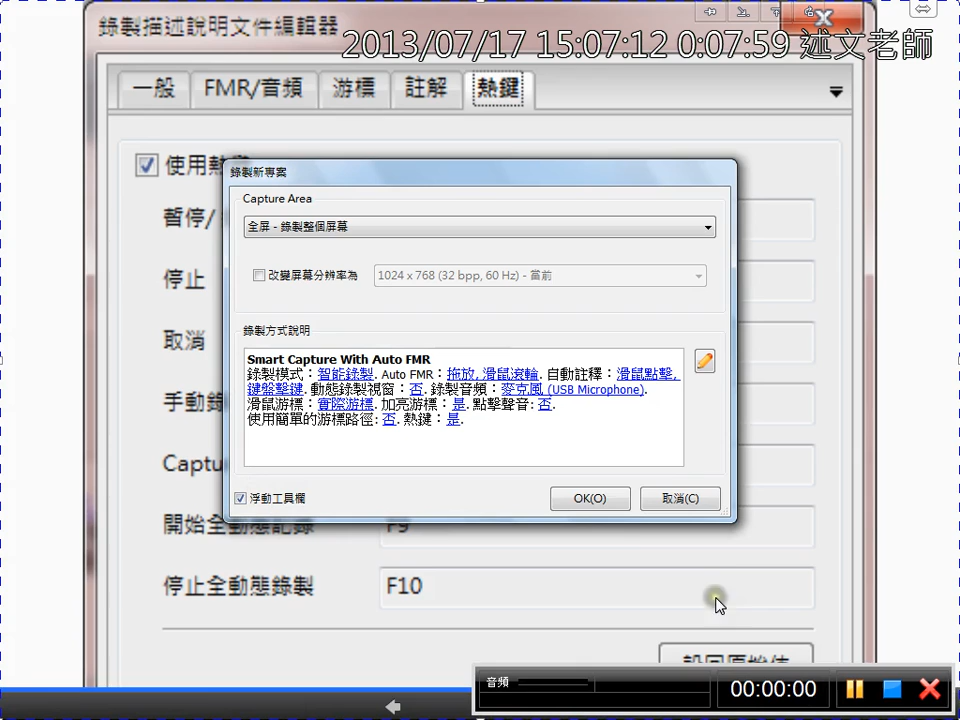 錄製描述說明文件編輯器
2013/07/17 15:07:12 0:07:59 述文老師
一般 FMR/音頻 游標 註解 熱鍵
使用熱
錄製新專案
Capture Area
暫停/
全屏 - 錄製整個屏幕
停止
改變屏幕分辨率為 1024 x 768 (32 bpp, 60 Hz) - 當前
取消
錄製方式說明
Smart Capture With Auto FMR
錄製模式：智能錄製. Auto FMR：拖放, 滑鼠滾輪. 自動註釋：滑鼠點擊,
鍵盤擊鍵. 動態錄製視窗：否. 錄製音頻：麥克風 (USB Microphone).
滑鼠游標：實際游標. 加亮游標：是. 點擊聲音: 否.
使用簡單的游標路徑: 否. 熱鍵：是.
手動錄
Captu
浮動工具欄 OK(O) 取消(C)
開始全動態記錄 F9
停止全動態錄製 F10
音頻 00:00:00